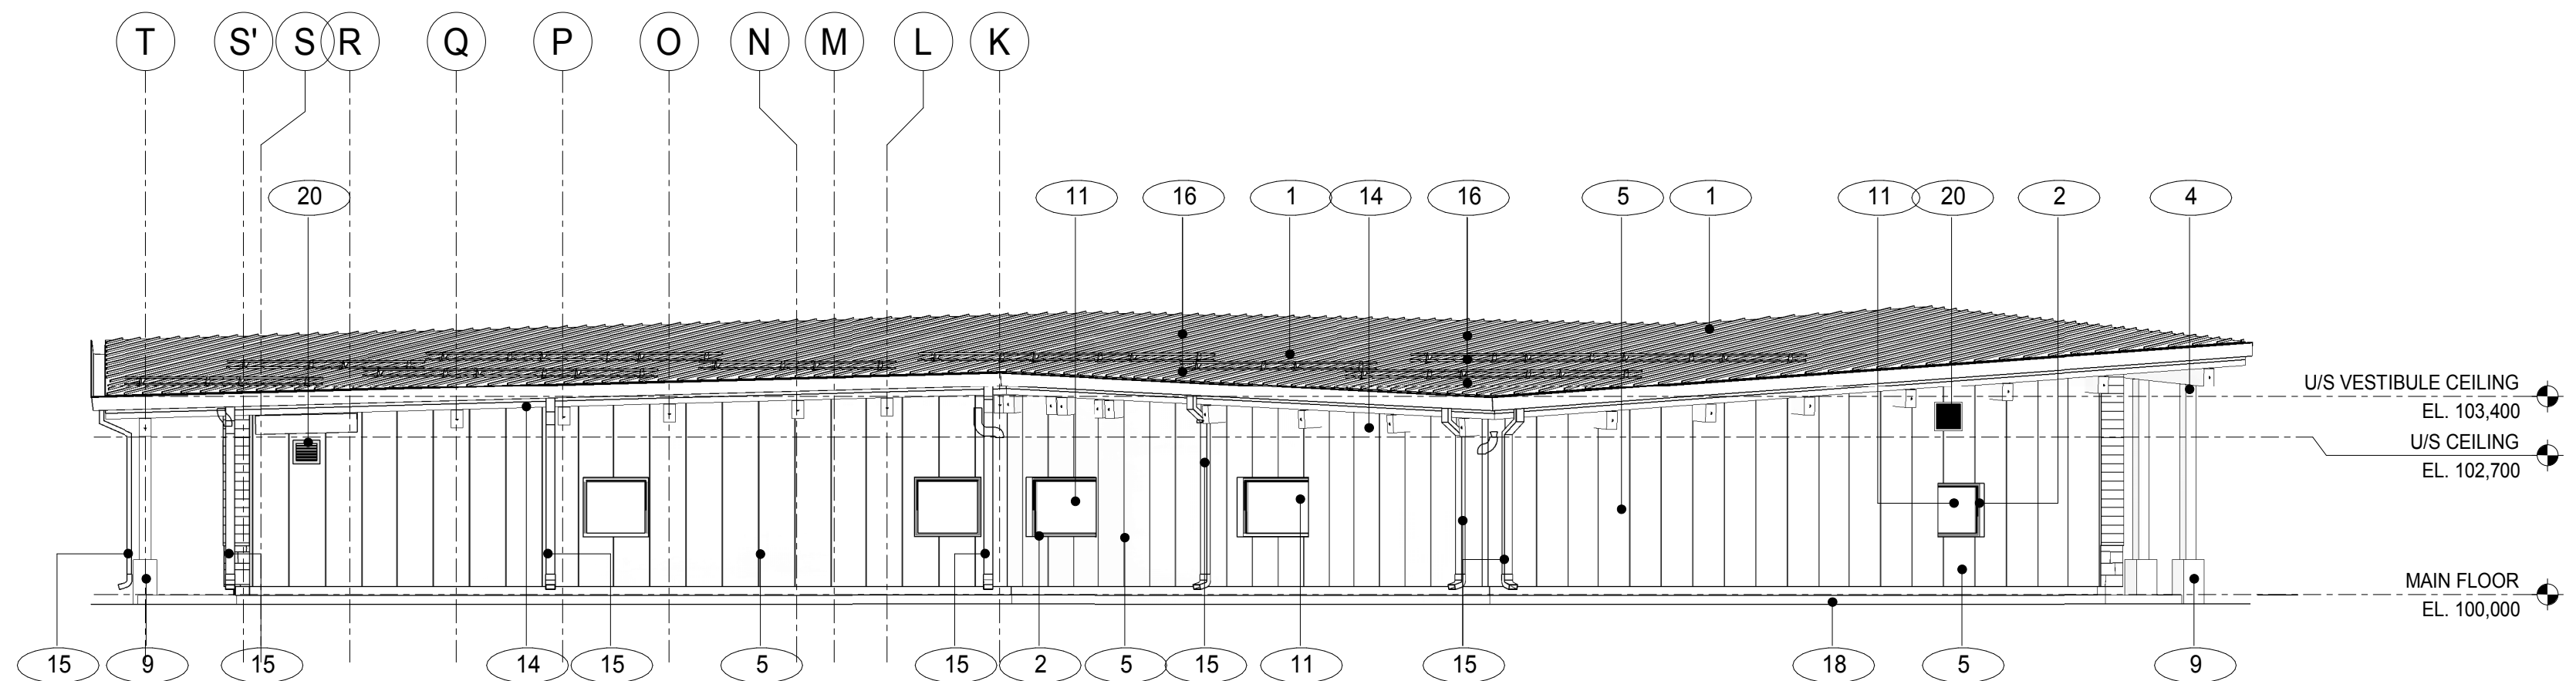 T S' S R Q P O N M L K
20 11 16 1 14 16 5 1 11 20 2 4
U/S VESTIBULE CEILING
EL. 103,400
U/S CEILING
EL. 102,700
MAIN FLOOR
EL. 100,000
15 9 15 14 15 5 15 2 5 15 11 15 18 5 9